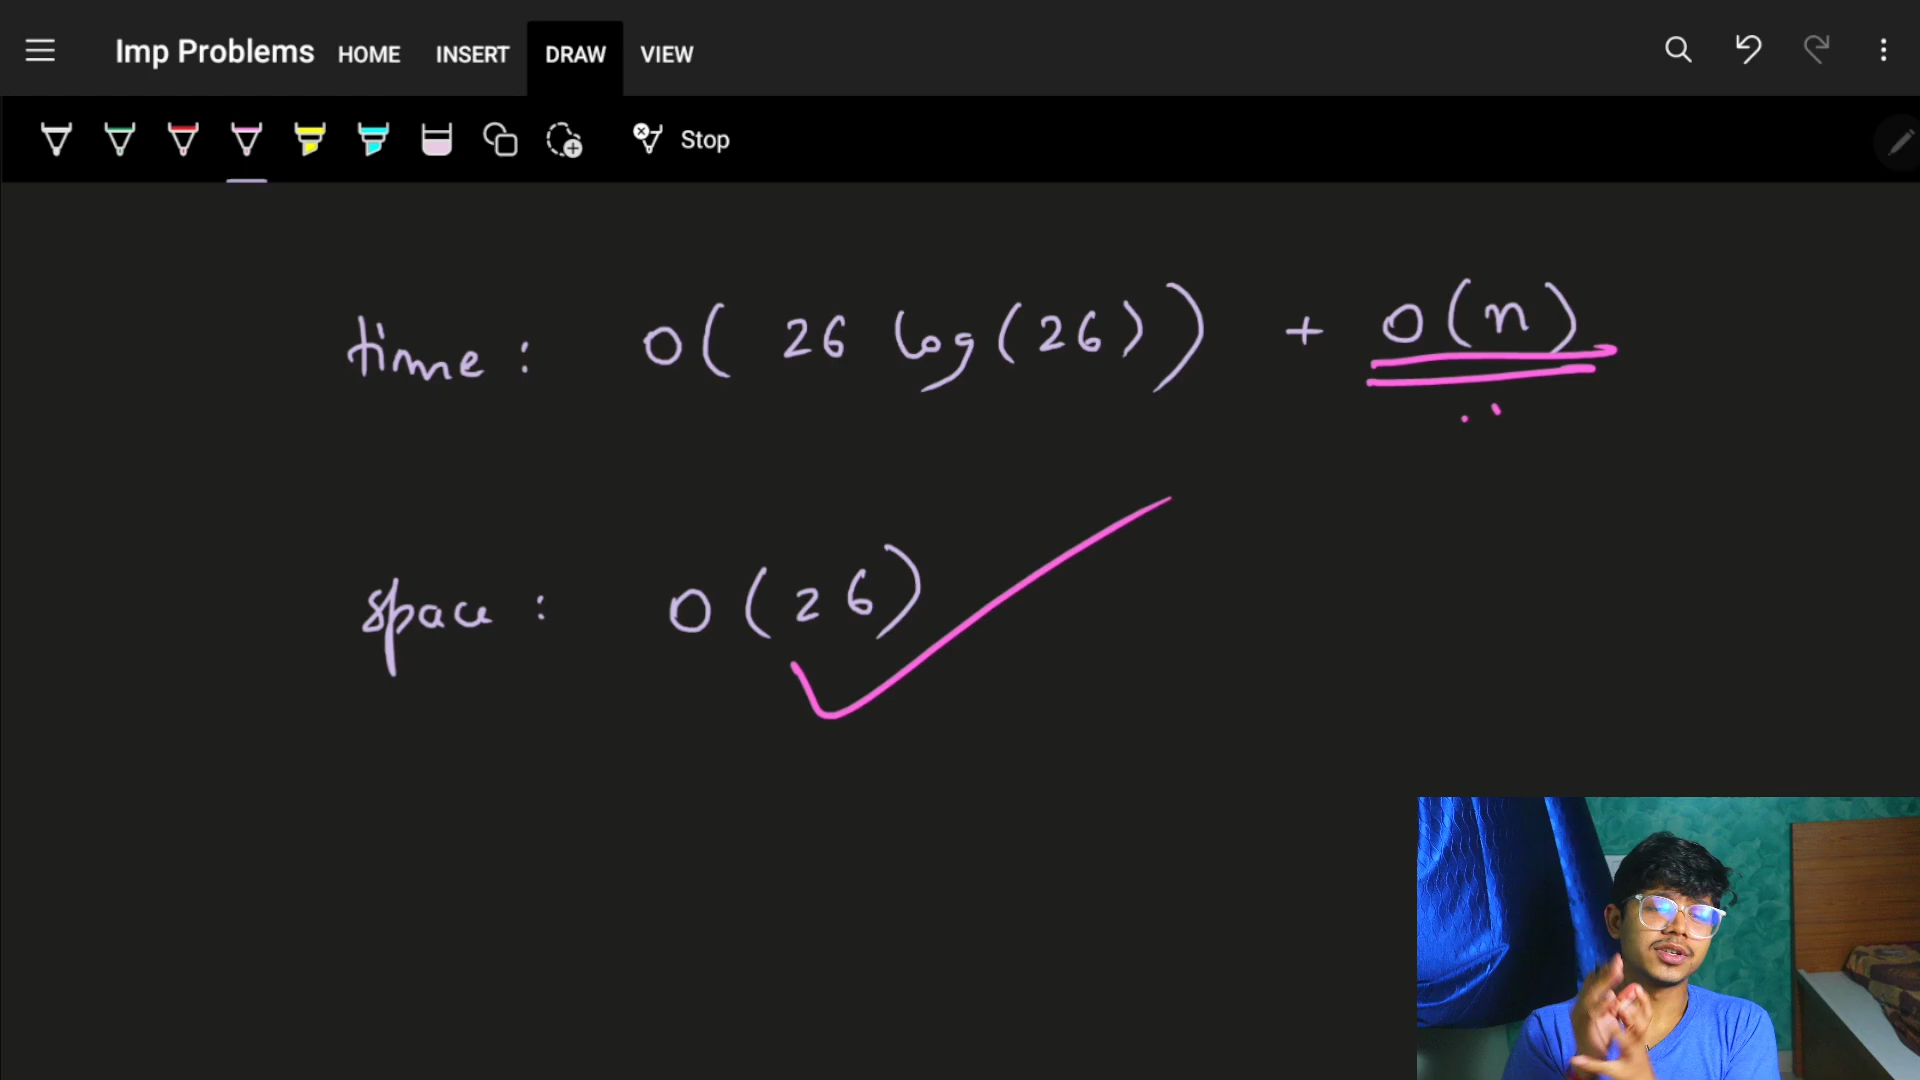 Imp Problems HOME INSERT DRAW VIEW
Stop
time : O( 26 log(26)) + O(n)
space : O(26)